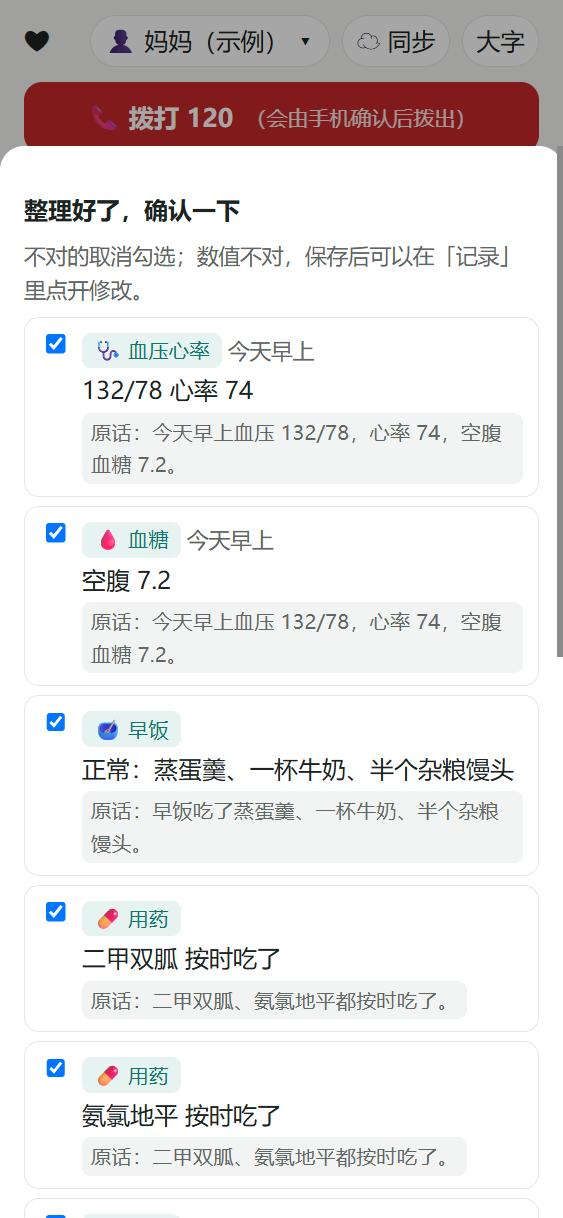 妈妈（示例） ▼ 同步 大字
拨打 120 （会由手机确认后拨出）
整理好了，确认一下
不对的取消勾选；数值不对，保存后可以在「记录」
里点开修改。
血压心率 今天早上
132/78 心率 74
原话：今天早上血压 132/78，心率 74，空腹
血糖 7.2。
血糖 今天早上
空腹 7.2
原话：今天早上血压 132/78，心率 74，空腹
血糖 7.2。
早饭
正常：蒸蛋羹、一杯牛奶、半个杂粮馒头
原话：早饭吃了蒸蛋羹、一杯牛奶、半个杂粮
馒头。
用药
二甲双胍 按时吃了
原话：二甲双胍、氨氯地平都按时吃了。
用药
氨氯地平 按时吃了
原话：二甲双胍、氨氯地平都按时吃了。